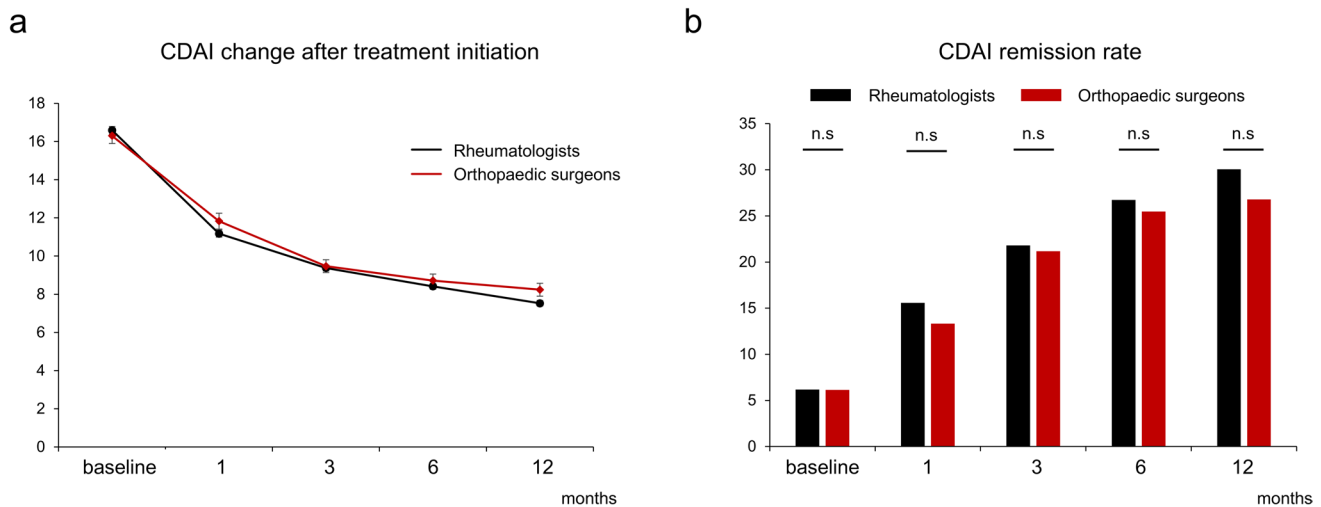 a
CDAI change after treatment initiation
18
16
14
12
10
8
6
4
2
0
Rheumatologists
Orthopaedic surgeons
baseline 1 3 6 12
months
b
CDAI remission rate
Rheumatologists Orthopaedic surgeons
35
30
25
20
15
10
5
0
n.s n.s n.s n.s n.s
baseline 1 3 6 12
months